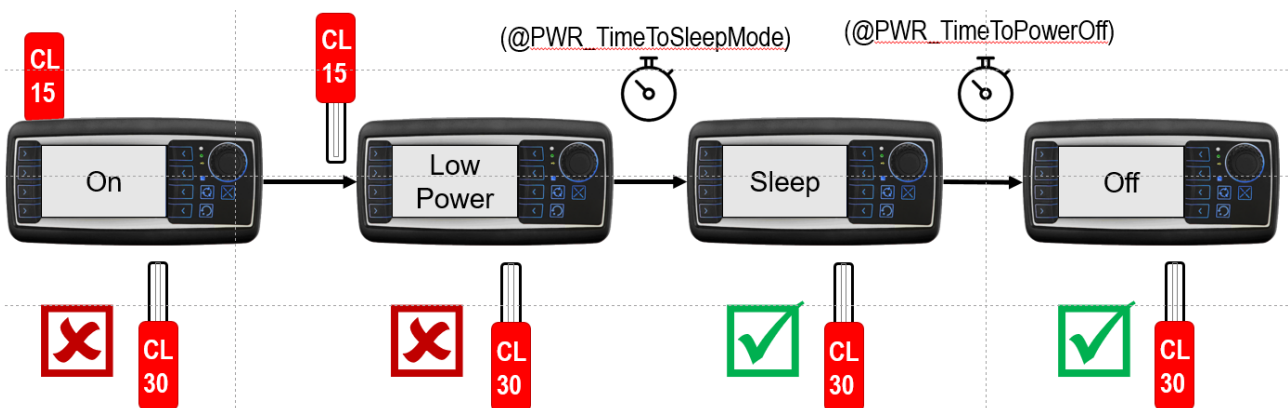 (@PWR_TimeToSleepMode)
(@PWR_TimeToPowerOff)
CL
15
CL
15
On
Low
Power
Sleep
Off
CL
30
CL
30
CL
30
CL
30